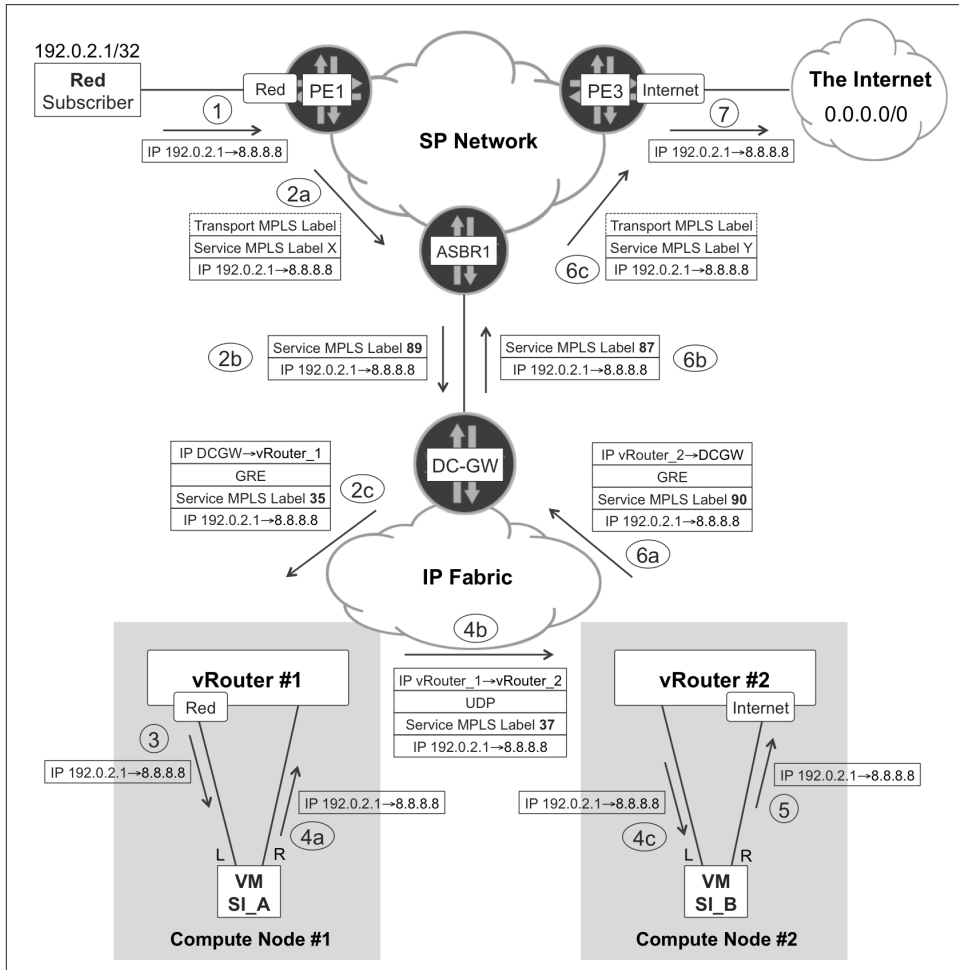 192.0.2.1/32
Red
Subscriber
Red
PE1
PE3
Internet
The Internet
0.0.0.0/0
1
IP 192.0.2.1→8.8.8.8
SP Network
7
IP 192.0.2.1→8.8.8.8
2a
Transport MPLS Label
Service MPLS Label X
IP 192.0.2.1→8.8.8.8
ASBR1
6c
Transport MPLS Label
Service MPLS Label Y
IP 192.0.2.1→8.8.8.8
2b
Service MPLS Label 89
IP 192.0.2.1→8.8.8.8
Service MPLS Label 87
IP 192.0.2.1→8.8.8.8
6b
IP DCGW→vRouter_1
GRE
Service MPLS Label 35
IP 192.0.2.1→8.8.8.8
2c
DC-GW
IP vRouter_2→DCGW
GRE
Service MPLS Label 90
IP 192.0.2.1→8.8.8.8
6a
IP Fabric
4b
IP vRouter_1→vRouter_2
UDP
Service MPLS Label 37
IP 192.0.2.1→8.8.8.8
vRouter #1
Red
3
IP 192.0.2.1→8.8.8.8
IP 192.0.2.1→8.8.8.8
4a
L
R
VM
SI_A
Compute Node #1
vRouter #2
Internet
IP 192.0.2.1→8.8.8.8
IP 192.0.2.1→8.8.8.8
4c
5
L
R
VM
SI_B
Compute Node #2